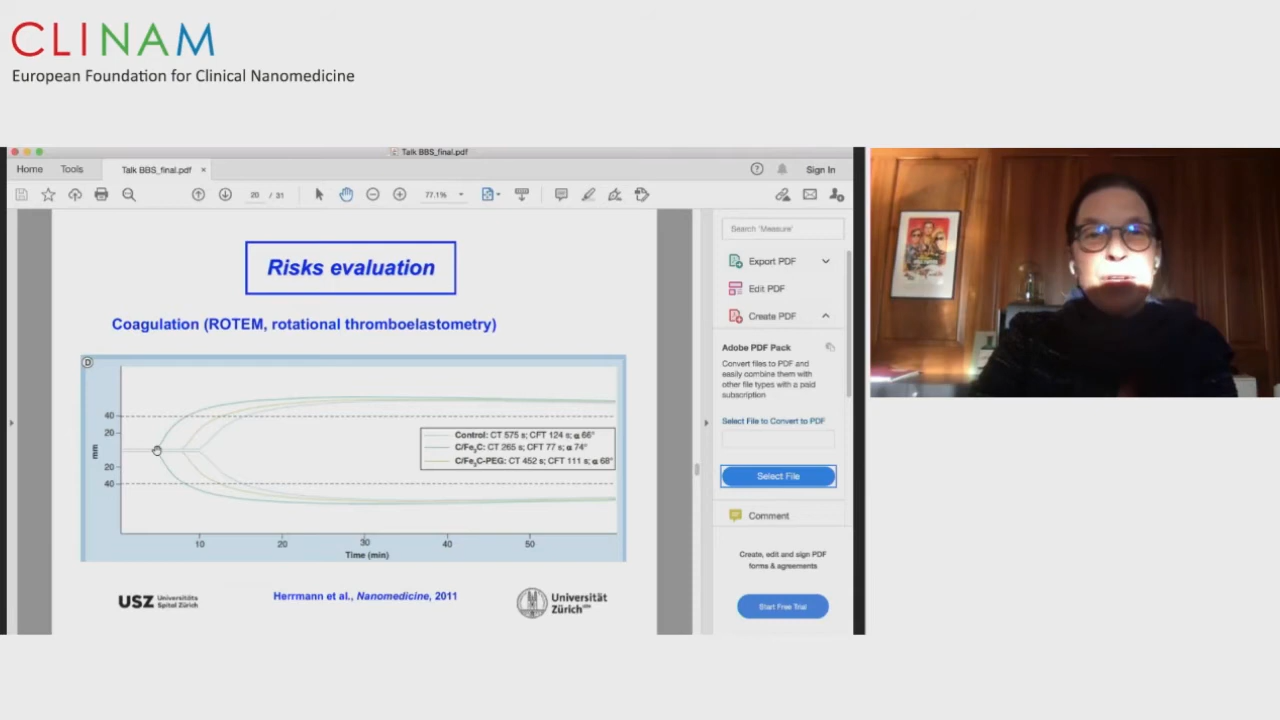 CLINAM
European Foundation for Clinical Nanomedicine
Talk BBS_final.pdf
Home
Tools
Talk BBS_final.pdf ×
Sign In
20 / 31
77.1%
Risks evaluation
Coagulation (ROTEM, rotational thromboelastometry)
D
40
20
mm
20
40
Control: CT 575 s; CFT 124 s; α 66°
C/Fe₃C: CT 265 s; CFT 77 s; α 74°
C/Fe₃C-PEG: CT 452 s; CFT 111 s; α 68°
10
20
30
40
50
Time (min)
USZ Universitäts
Spital Zürich
Herrmann et al., Nanomedicine, 2011
Universität
Zürich UZH
Search 'Measure'
Export PDF
Edit PDF
Create PDF
Adobe PDF Pack
Convert files to PDF and
easily combine them with
other file types with a paid
subscription
Select File to Convert to PDF
Select File
Comment
Create, edit and sign PDF
forms & agreements
Start Free Trial